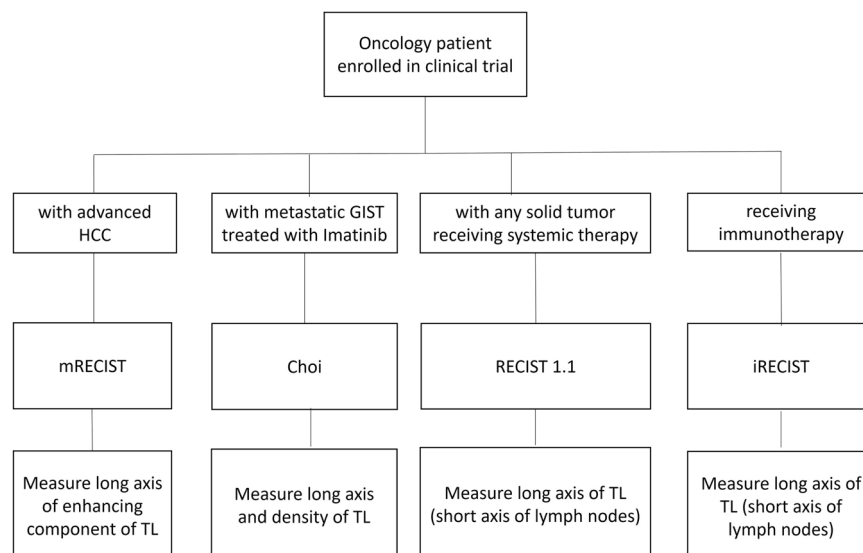 Oncology patient
enrolled in clinical trial
with advanced
HCC
with metastatic GIST
treated with Imatinib
with any solid tumor
receiving systemic therapy
receiving
immunotherapy
mRECIST
Choi
RECIST 1.1
iRECIST
Measure long axis
of enhancing
component of TL
Measure long axis
and density of TL
Measure long axis of TL
(short axis of lymph nodes)
Measure long axis of
TL (short axis of
lymph nodes)